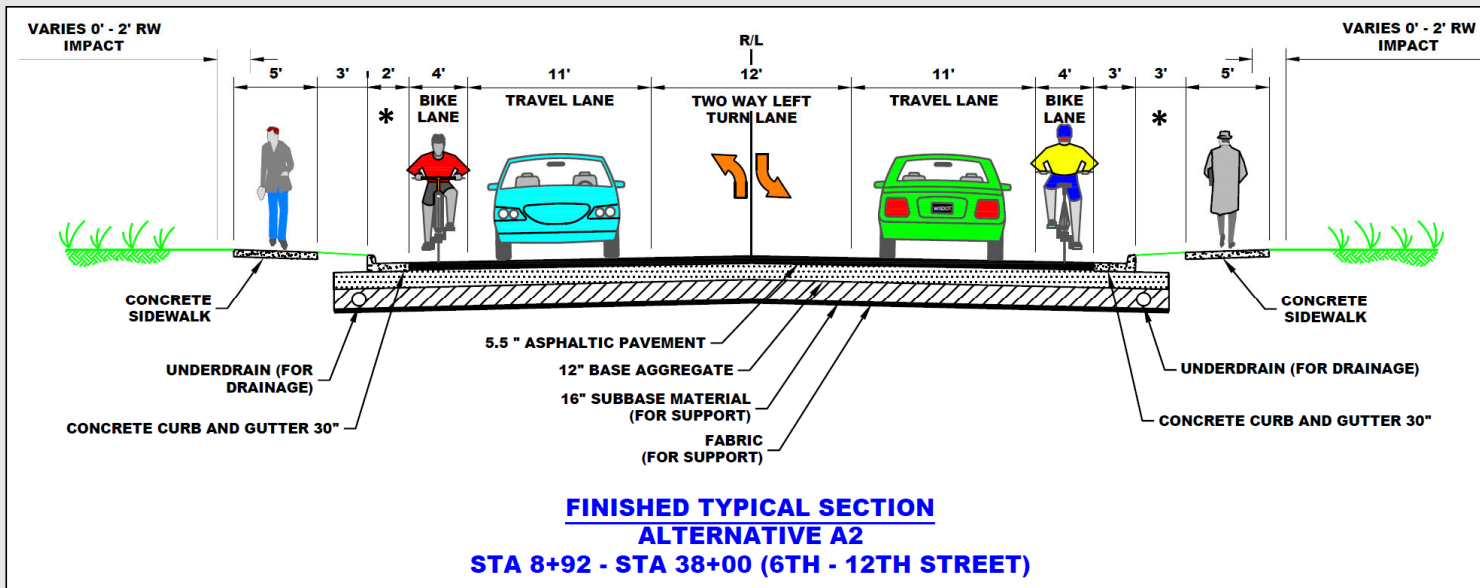 VARIES 0' - 2' RW
IMPACT
VARIES 0' - 2' RW
IMPACT
R/L
5' 3' 2' 4' 11' 12' 11' 4' 3' 3' 5'
*
BIKE
LANE
TRAVEL LANE
TWO WAY LEFT
TURN LANE
TRAVEL LANE
BIKE
LANE
*
CONCRETE
SIDEWALK
UNDERDRAIN (FOR
DRAINAGE)
CONCRETE CURB AND GUTTER 30"
5.5 " ASPHALTIC PAVEMENT
12" BASE AGGREGATE
16" SUBBASE MATERIAL
(FOR SUPPORT)
FABRIC
(FOR SUPPORT)
CONCRETE
SIDEWALK
UNDERDRAIN (FOR DRAINAGE)
CONCRETE CURB AND GUTTER 30"
FINISHED TYPICAL SECTION
ALTERNATIVE A2
STA 8+92 - STA 38+00 (6TH - 12TH STREET)